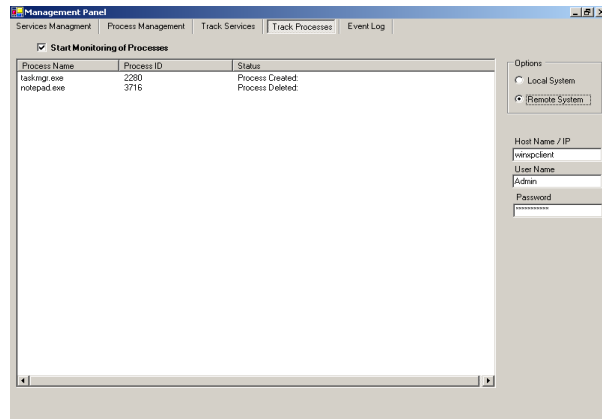 Management Panel
Services Managment Process Management Track Services Track Processes Event Log
Start Monitoring of Processes
Process Name Process ID Status
taskmgr.exe 2280 Process Created:
notepad.exe 3716 Process Deleted:
Options
Local System
Remote System
Host Name / IP
winxpclient
User Name
Admin
Password
***********